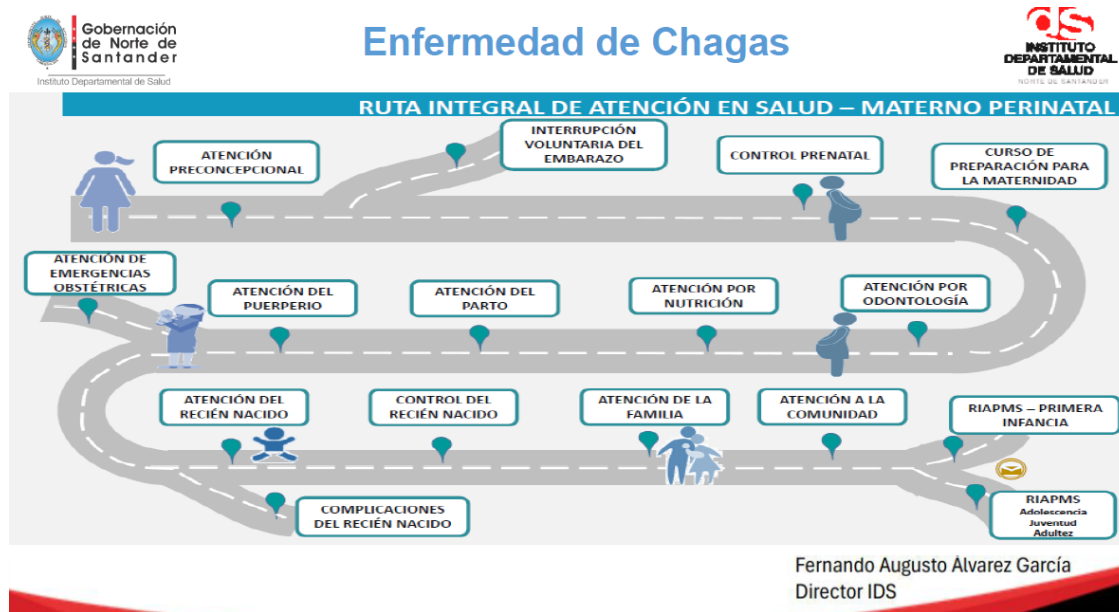 Gobernación
de Norte de
Santander
Instituto Departamental de Salud
Enfermedad de Chagas
ids
INSTITUTO
DEPARTAMENTAL
DE SALUD
NORTE DE SANTANDER
RUTA INTEGRAL DE ATENCIÓN EN SALUD – MATERNO PERINATAL
ATENCIÓN
PRECONCEPCIONAL
INTERRUPCIÓN
VOLUNTARIA DEL
EMBARAZO
CONTROL PRENATAL
CURSO DE
PREPARACIÓN PARA
LA MATERNIDAD
ATENCIÓN DE
EMERGENCIAS
OBSTÉTRICAS
ATENCIÓN DEL
PUERPERIO
ATENCIÓN DEL
PARTO
ATENCIÓN POR
NUTRICIÓN
ATENCIÓN POR
ODONTOLOGÍA
ATENCIÓN DEL
RECIÉN NACIDO
CONTROL DEL
RECIÉN NACIDO
ATENCIÓN DE LA
FAMILIA
ATENCIÓN A LA
COMUNIDAD
RIAPMS – PRIMERA
INFANCIA
COMPLICACIONES
DEL RECIÉN NACIDO
RIAPMS
Adolescencia
Juventud
Adultez
Fernando Augusto Álvarez García
Director IDS